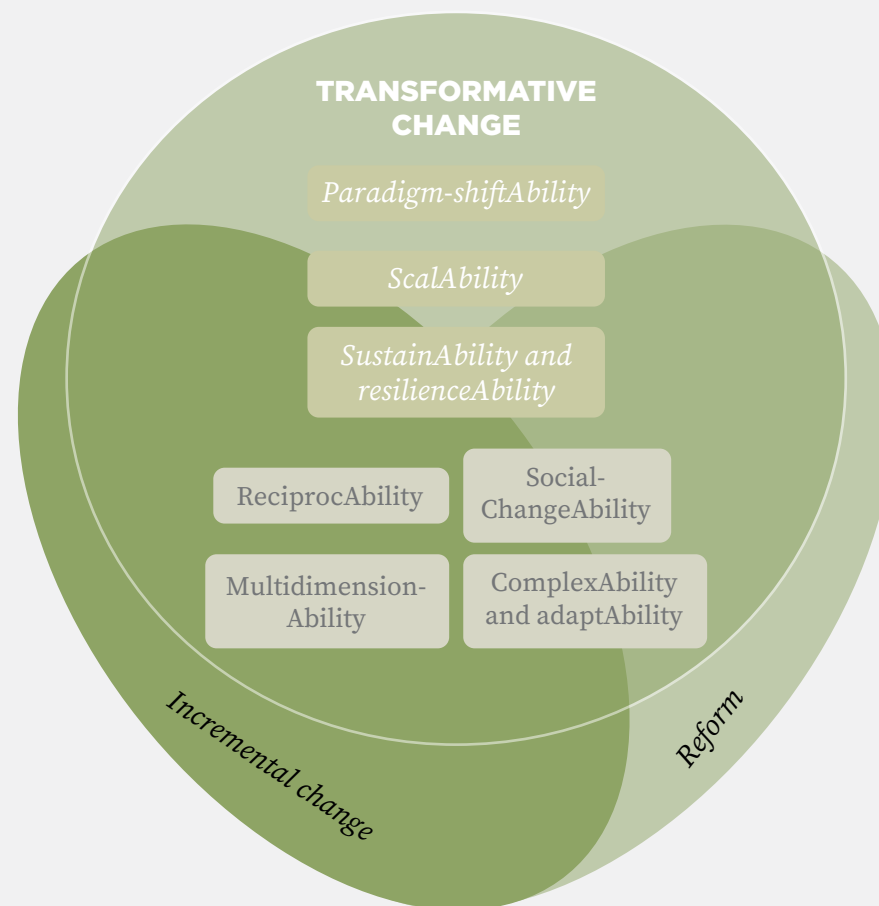 TRANSFORMATIVE
CHANGE
Paradigm-shiftAbility
ScalAbility
SustainAbility and
resilienceAbility
ReciprocAbility
Social-
ChangeAbility
Multidimension-
Ability
ComplexAbility
and adaptAbility
Incremental change
Reform